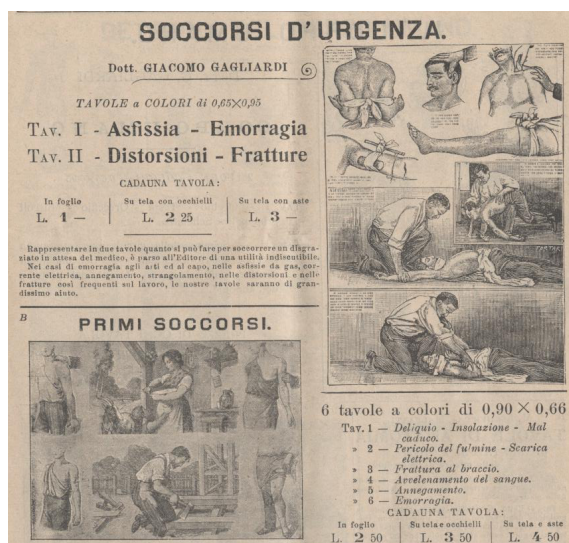 SOCCORSI D'URGENZA.
Dott. GIACOMO GAGLIARDI
TAVOLE a COLORI di 0,65×0,95
TAV. I - Asfissia - Emorragia
TAV. II - Distorsioni - Fratture
CADAUNA TAVOLA:
In foglio | Su tela con occhielli | Su tela con aste
L. 1 — | L. 2 25 | L. 3 —
Rappresentare in due tavole quanto si può fare per soccorrere un disgra-
ziato in attesa del medico, è parso all'Editore di una utilità indiscutibile.
Nei casi di emorragia agli arti ed al capo, nelle asfissie da gas, cor-
rente elettrica, annegamento, strangolamento, nelle distorsioni e nelle
fratture così frequenti sul lavoro, le nostre tavole saranno di gran-
dissimo aiuto.
B
PRIMI SOCCORSI.
6 tavole a colori di 0,90 × 0,66
Tav. 1 — Deliquio - Insolazione - Mal
caduco.
» 2 — Pericolo del fulmine - Scarica
elettrica.
» 3 — Frattura al braccio.
» 4 — Avvelenamento del sangue.
» 5 — Annegamento.
» 6 — Emorragia.
CADAUNA TAVOLA:
In foglio | Su tela e occhielli | Su tela e aste
L. 2 50 | L. 3 50 | L. 4 50